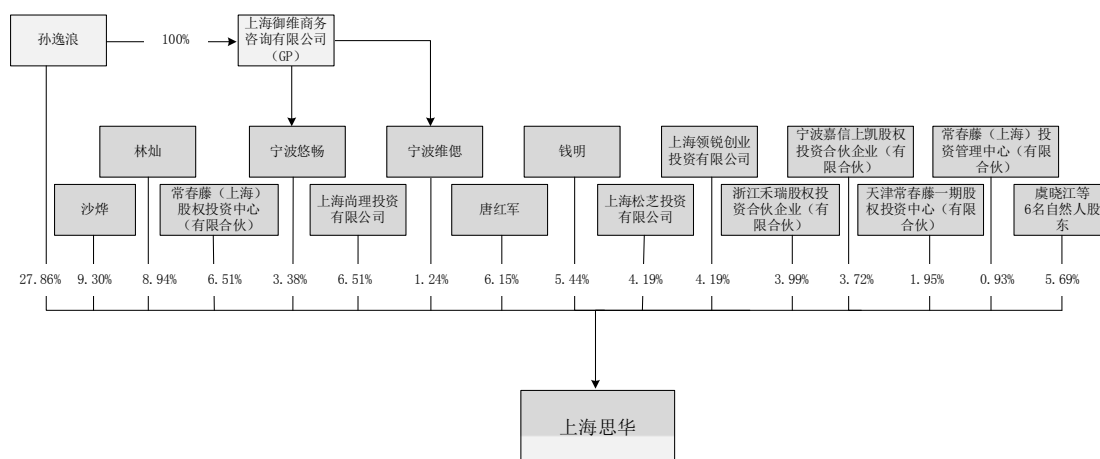 孙逸浪
100%
上海御维商务
咨询有限公司
（GP）
林灿
宁波悠畅
宁波维偲
钱明
上海领锐创业
投资有限公司
宁波嘉信上凯股权
投资合伙企业（有
限合伙）
常春藤（上海）投
资管理中心（有限
合伙）
沙烨
常春藤（上海）
股权投资中心
（有限合伙）
上海尚理投资
有限公司
唐红军
上海松芝投资
有限公司
浙江禾瑞股权投
资合伙企业（有
限合伙）
天津常春藤一期股
权投资中心（有限
合伙）
虞晓江等
6名自然人股
东
27.86%
9.30%
8.94%
6.51%
3.38%
6.51%
1.24%
6.15%
5.44%
4.19%
4.19%
3.99%
3.72%
1.95%
0.93%
5.69%
上海思华